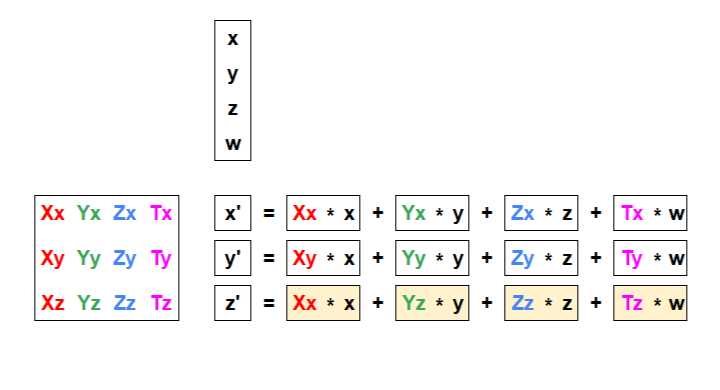 x
y
z
w
Xx Yx Zx Tx x' = Xx * x + Yx * y + Zx * z + Tx * w
Xy Yy Zy Ty y' = Xy * x + Yy * y + Zy * z + Ty * w
Xz Yz Zz Tz z' = Xx * x + Yz * y + Zz * z + Tz * w